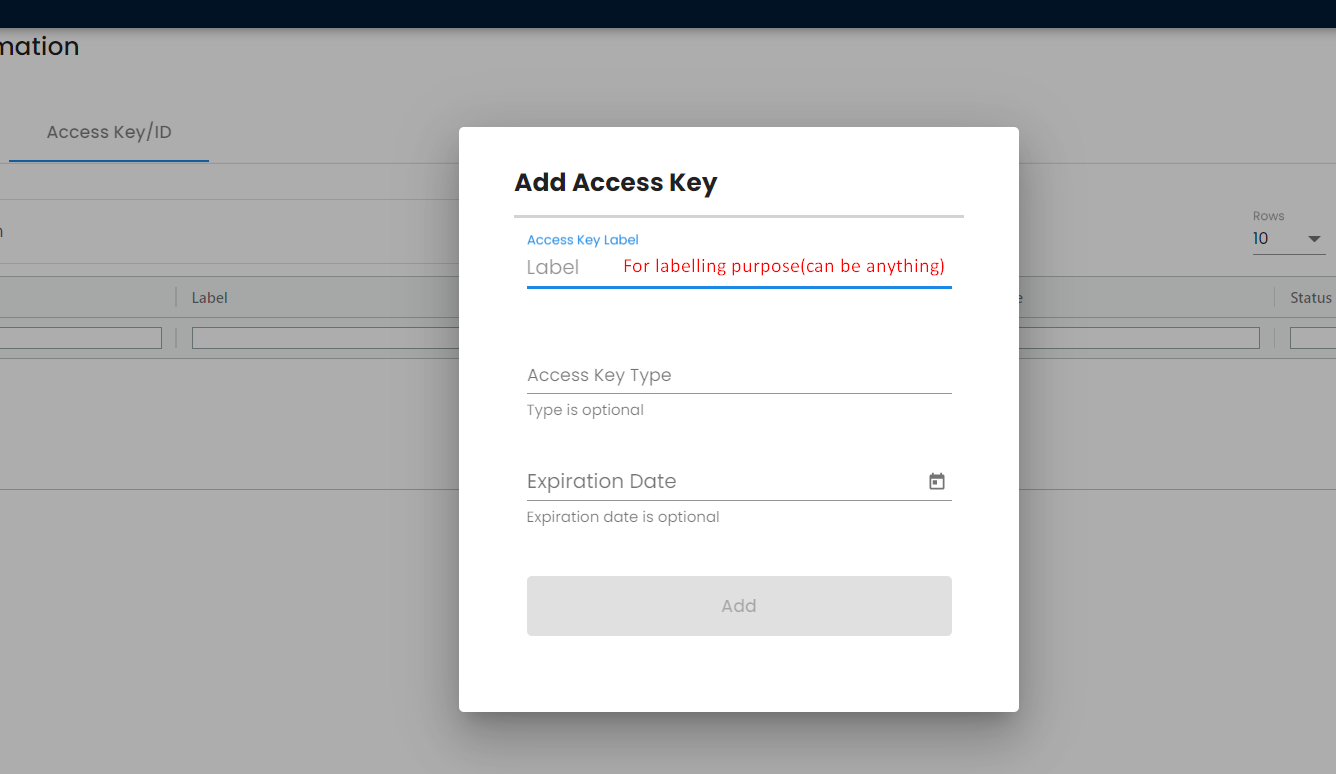 mation
Access Key/ID
Add Access Key
Access Key Label
Label For labelling purpose(can be anything)
Rows
10
n
Label
e
Status
Access Key Type
Type is optional
Expiration Date
Expiration date is optional
Add